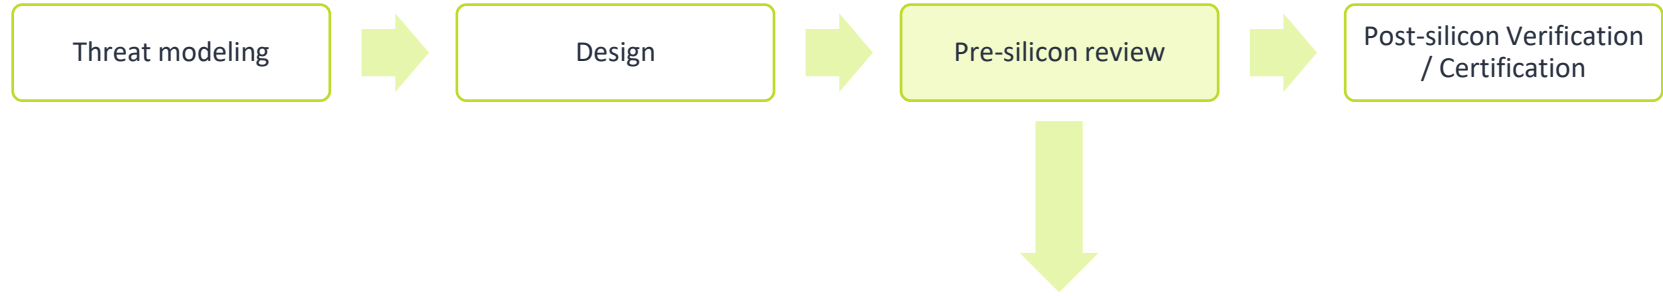 Threat modeling
Design
Pre-silicon review
Post-silicon Verification
/ Certification